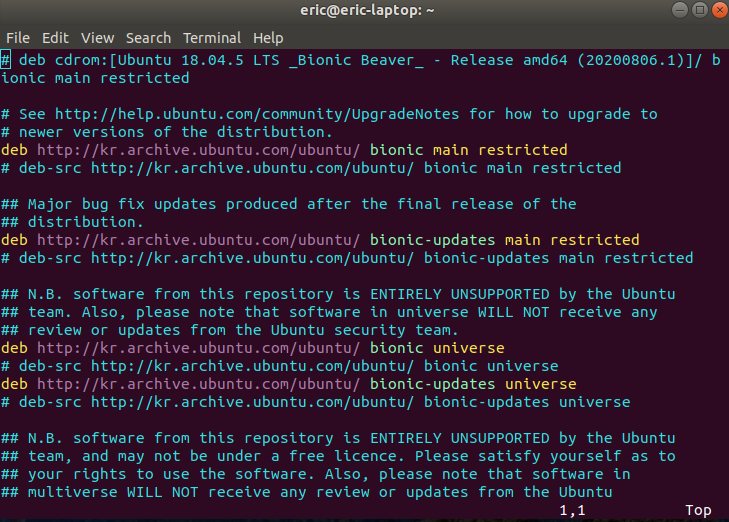 eric@eric-laptop: ~
File Edit View Search Terminal Help
# deb cdrom:[Ubuntu 18.04.5 LTS _Bionic Beaver_ - Release amd64 (20200806.1)]/ b
ionic main restricted
# See http://help.ubuntu.com/community/UpgradeNotes for how to upgrade to
# newer versions of the distribution.
deb http://kr.archive.ubuntu.com/ubuntu/ bionic main restricted
# deb-src http://kr.archive.ubuntu.com/ubuntu/ bionic main restricted
## Major bug fix updates produced after the final release of the
## distribution.
deb http://kr.archive.ubuntu.com/ubuntu/ bionic-updates main restricted
# deb-src http://kr.archive.ubuntu.com/ubuntu/ bionic-updates main restricted
## N.B. software from this repository is ENTIRELY UNSUPPORTED by the Ubuntu
## team. Also, please note that software in universe WILL NOT receive any
## review or updates from the Ubuntu security team.
deb http://kr.archive.ubuntu.com/ubuntu/ bionic universe
# deb-src http://kr.archive.ubuntu.com/ubuntu/ bionic universe
deb http://kr.archive.ubuntu.com/ubuntu/ bionic-updates universe
# deb-src http://kr.archive.ubuntu.com/ubuntu/ bionic-updates universe
## N.B. software from this repository is ENTIRELY UNSUPPORTED by the Ubuntu
## team, and may not be under a free licence. Please satisfy yourself as to
## your rights to use the software. Also, please note that software in
## multiverse WILL NOT receive any review or updates from the Ubuntu
1,1 Top